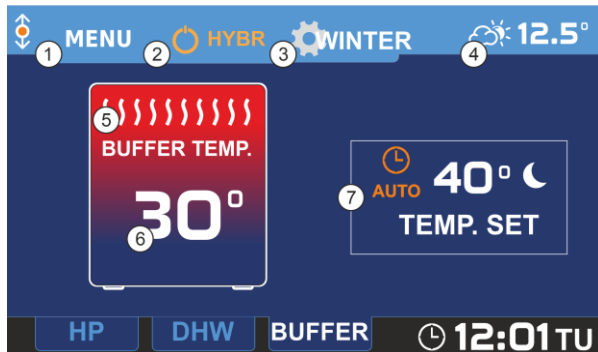 MENU HYBR WINTER 12.5°
1 2 3 4
5
BUFFER TEMP.
30°
6
40°
7 AUTO
TEMP. SET
HP DHW BUFFER 12:01 TU